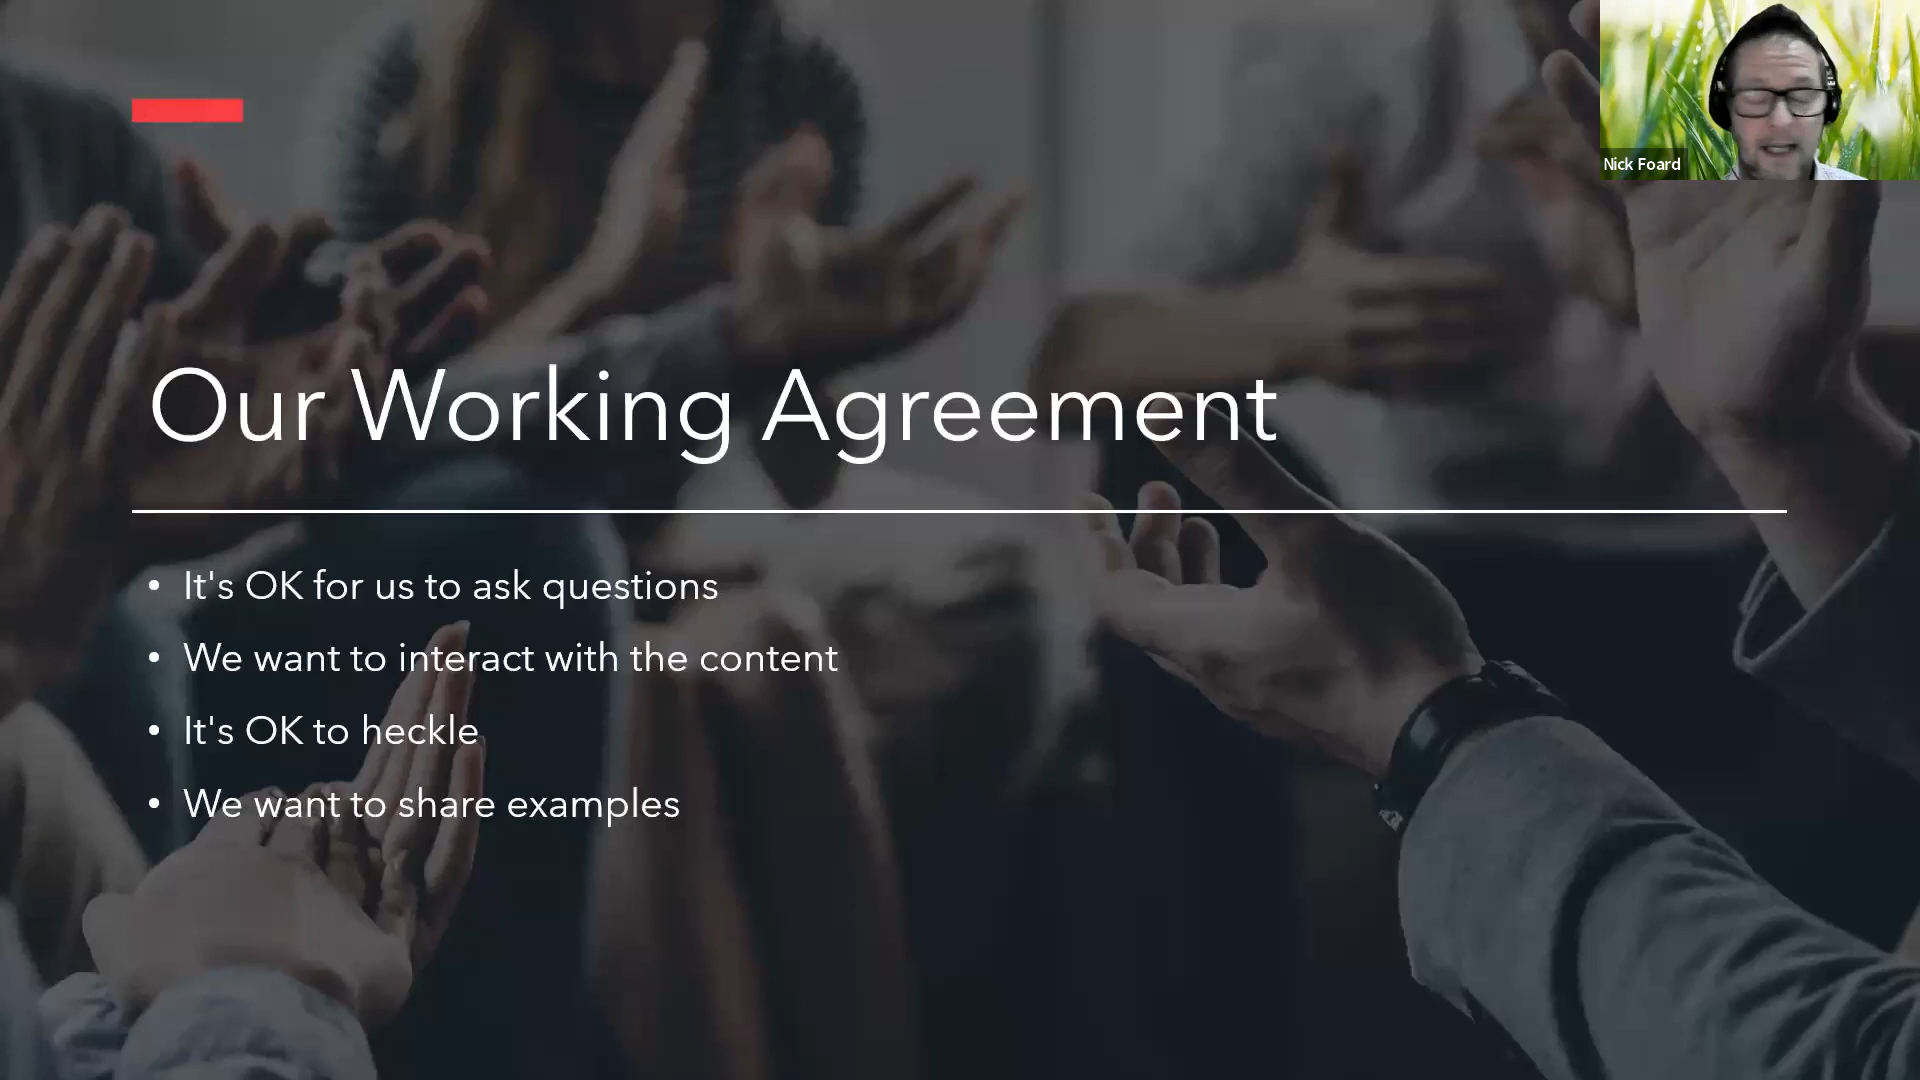 Nick Foard
Our Working Agreement
• It's OK for us to ask questions
• We want to interact with the content
• It's OK to heckle
• We want to share examples